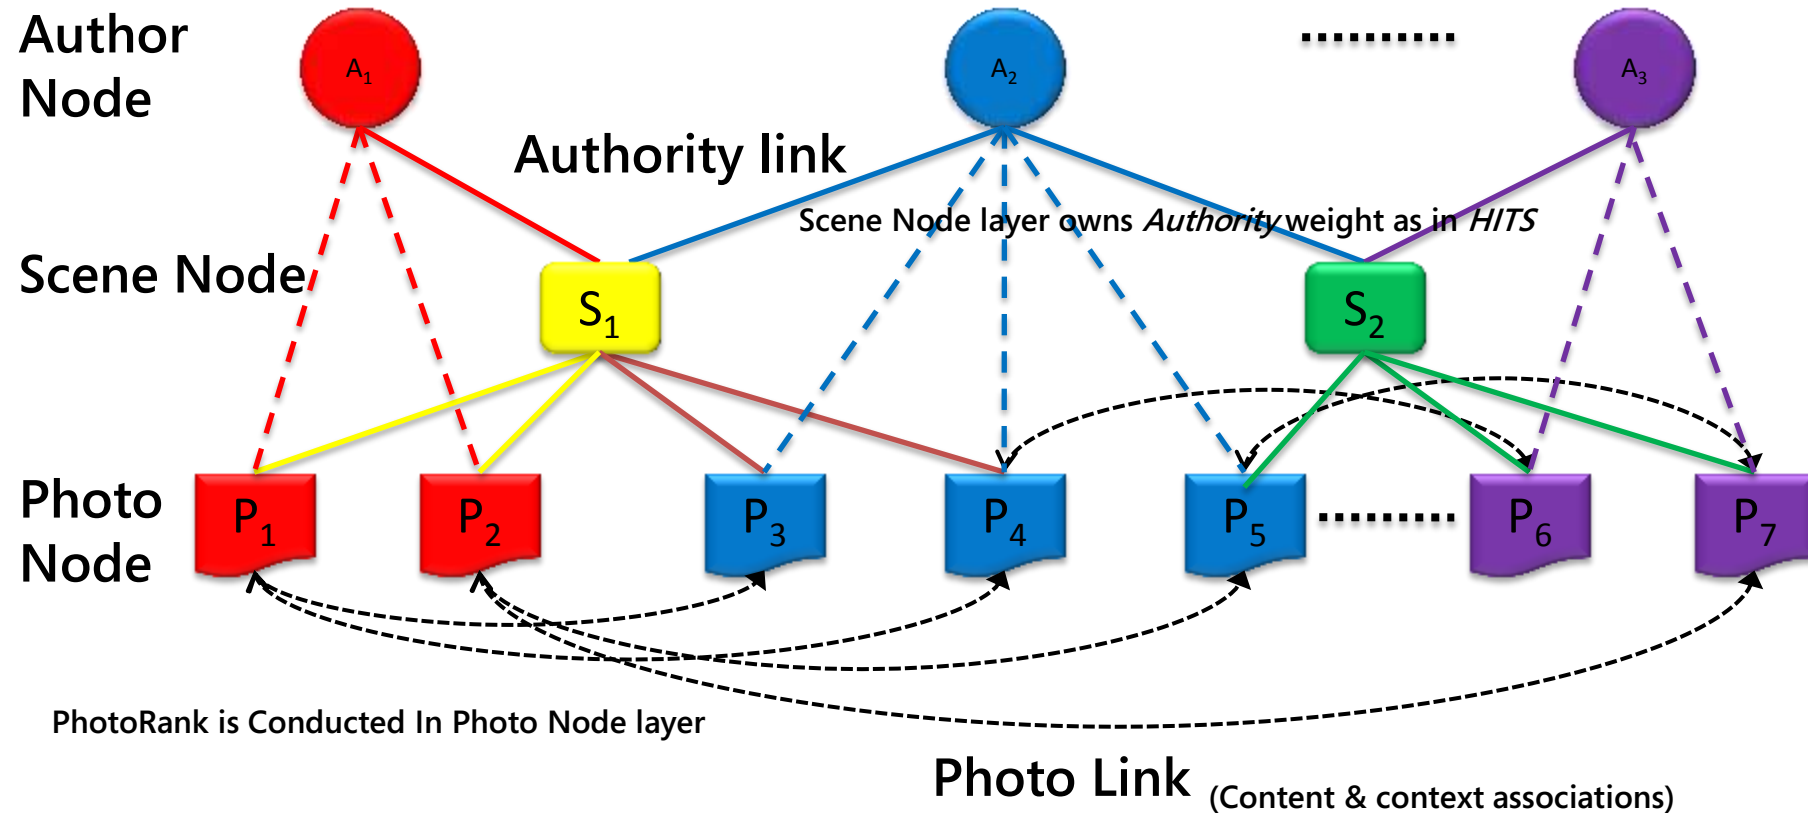 Author
Node
A1
A2
..........
A3
Authority link
Scene Node layer owns Authority weight as in HITS
Scene Node
S1
S2
Photo
Node
P1
P2
P3
P4
P5
.........
P6
P7
PhotoRank is Conducted In Photo Node layer
Photo Link (Content & context associations)